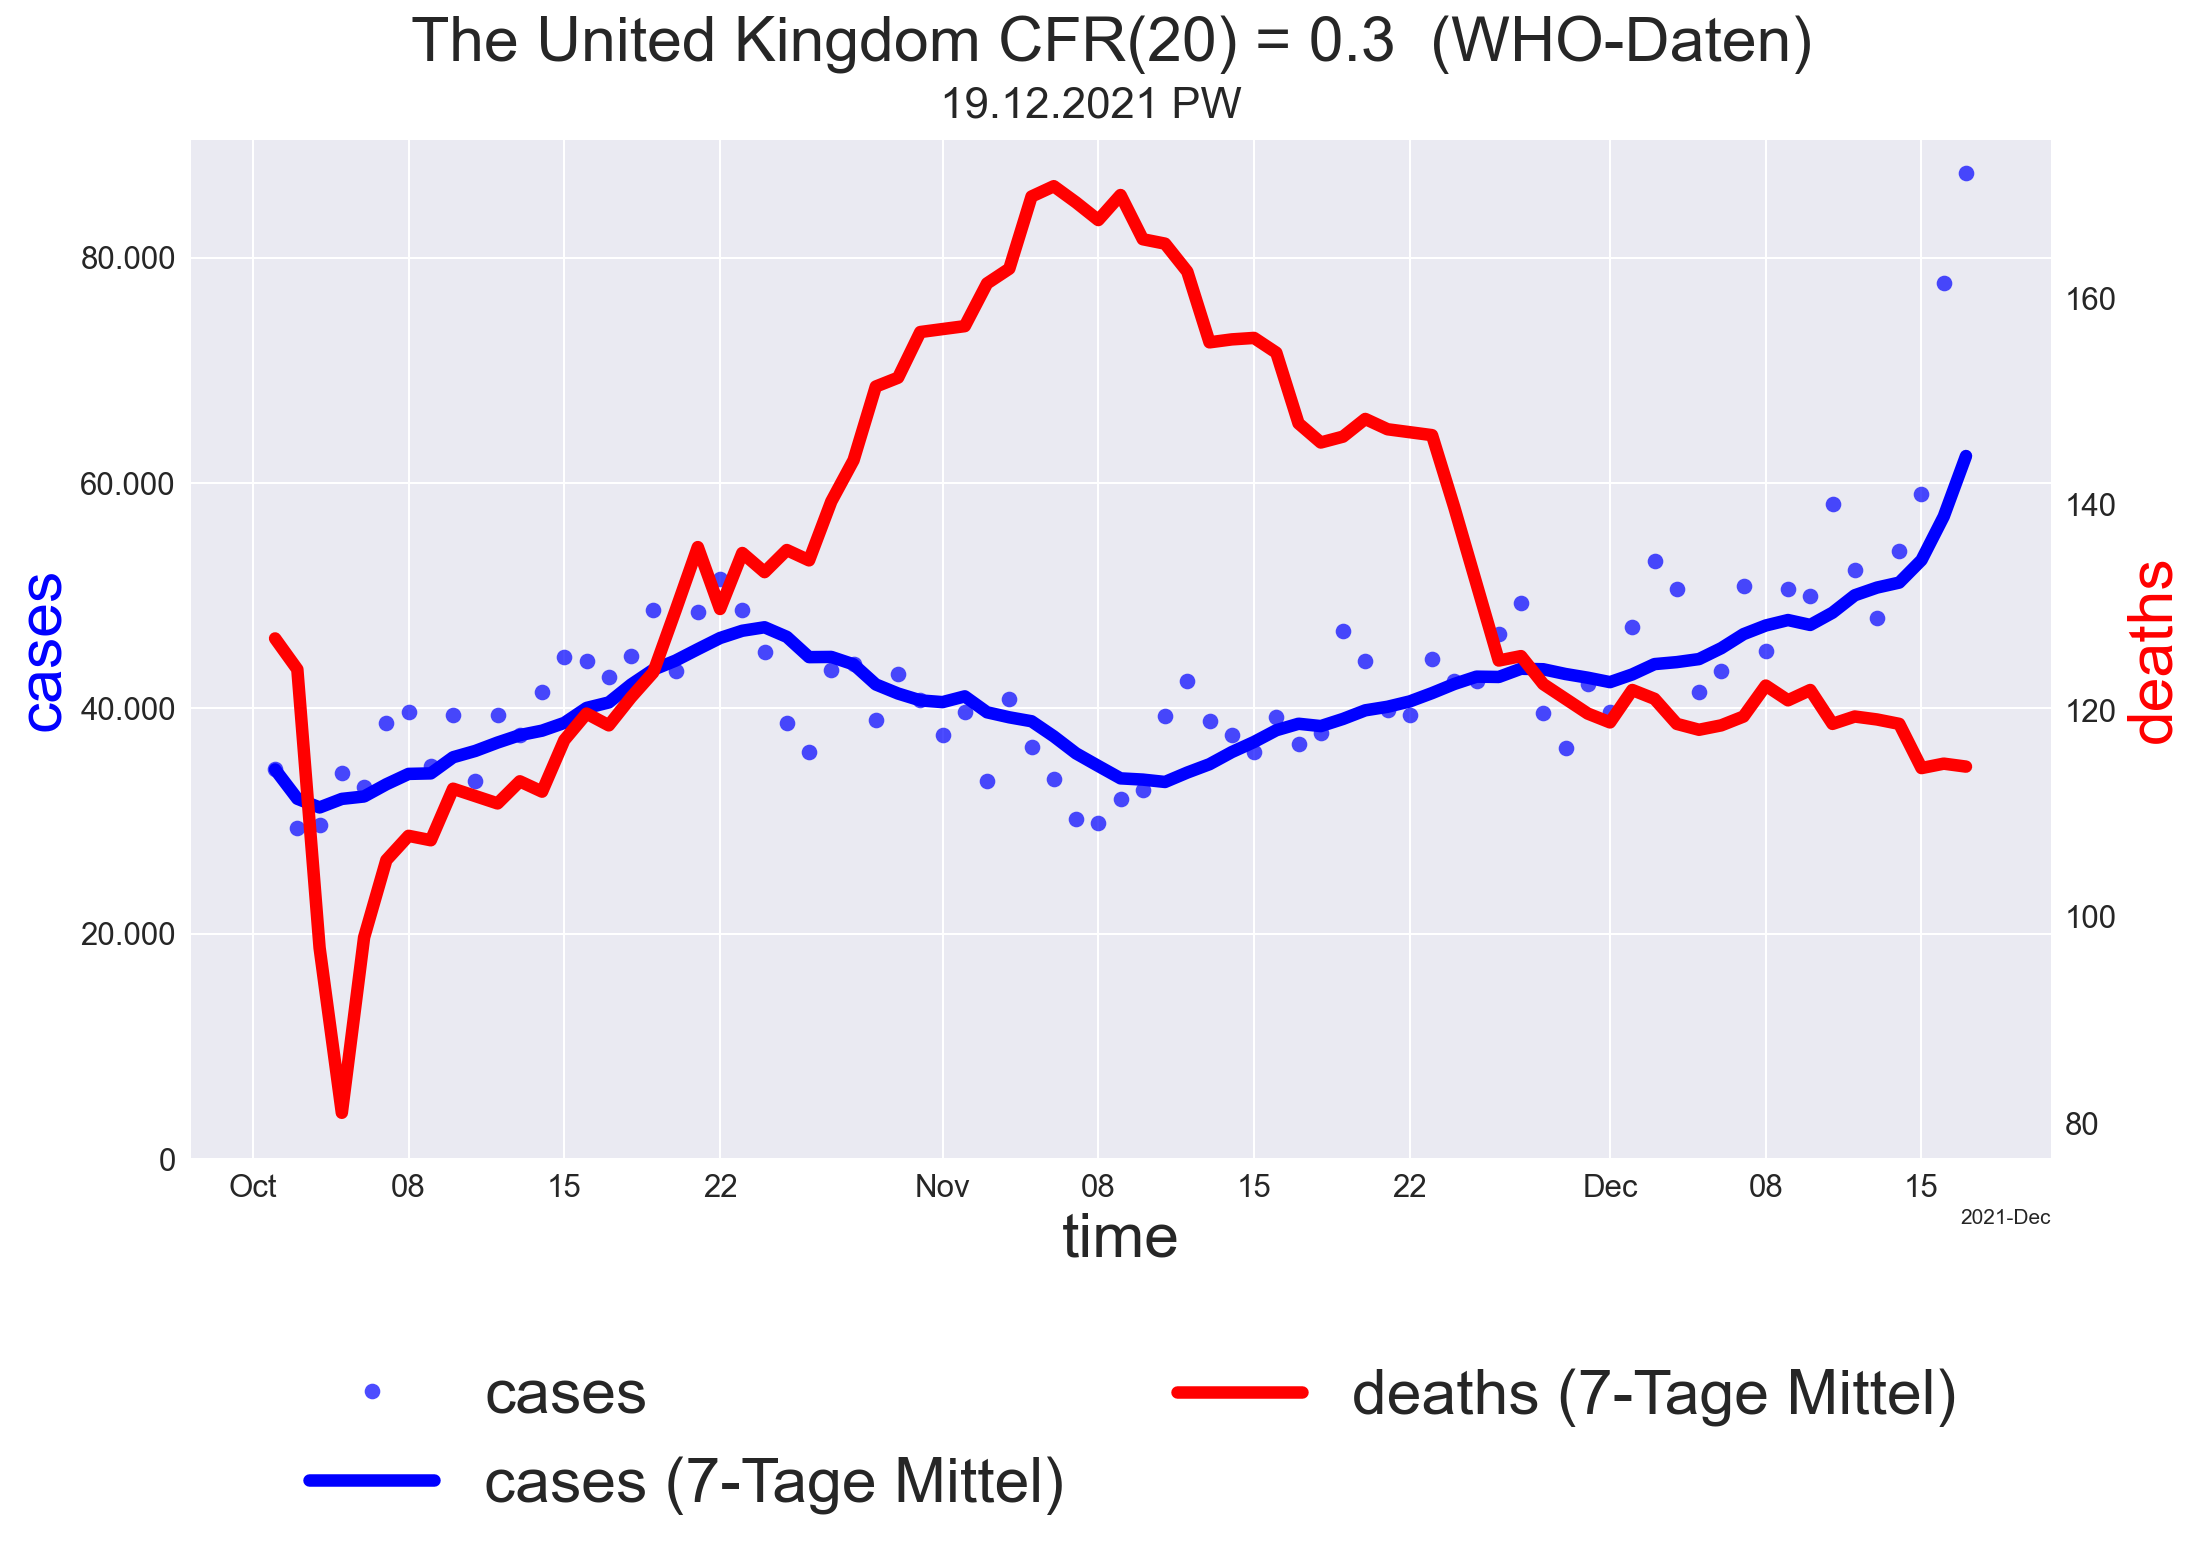 The United Kingdom CFR(20) = 0.3 (WHO-Daten)
19.12.2021 PW
cases
80.000
60.000
40.000
20.000
0
deaths
160
140
120
100
80
Oct 08 15 22 Nov 08 15 22 Dec 08 15
2021-Dec
time
cases
deaths (7-Tage Mittel)
cases (7-Tage Mittel)